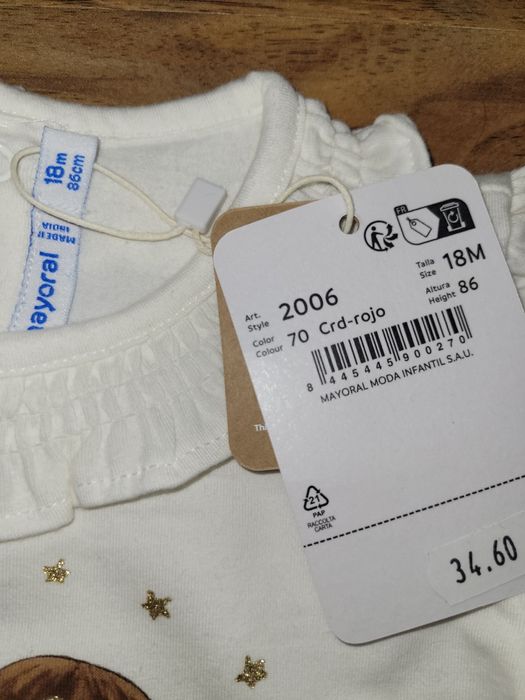 18m
86cm
MADE IN
INDIA
mayoral
FR
Talla
Size 18M
Art.
Style 2006
Altura
Height 86
Color
Colour 70 Crd-rojo
8 445445 900270
MAYORAL MODA INFANTIL S.A.U.
Tha
21
PAP
RACCOLTA
CARTA
34.60